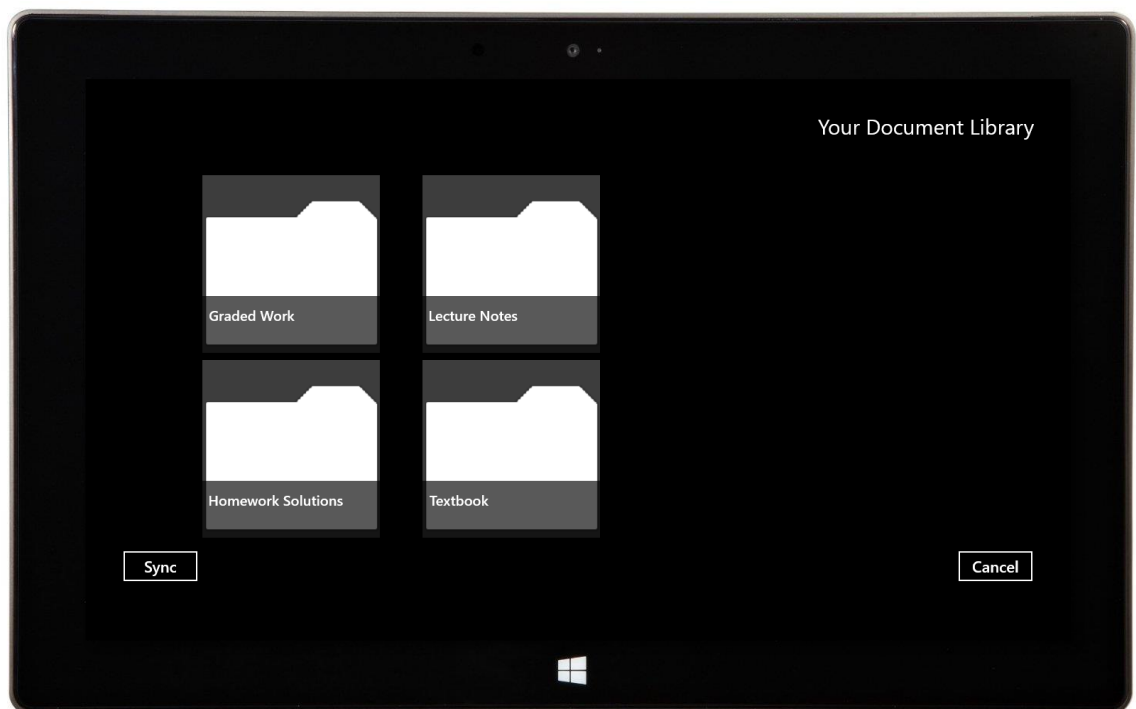 Your Document Library
Graded Work
Lecture Notes
Homework Solutions
Textbook
Sync
Cancel